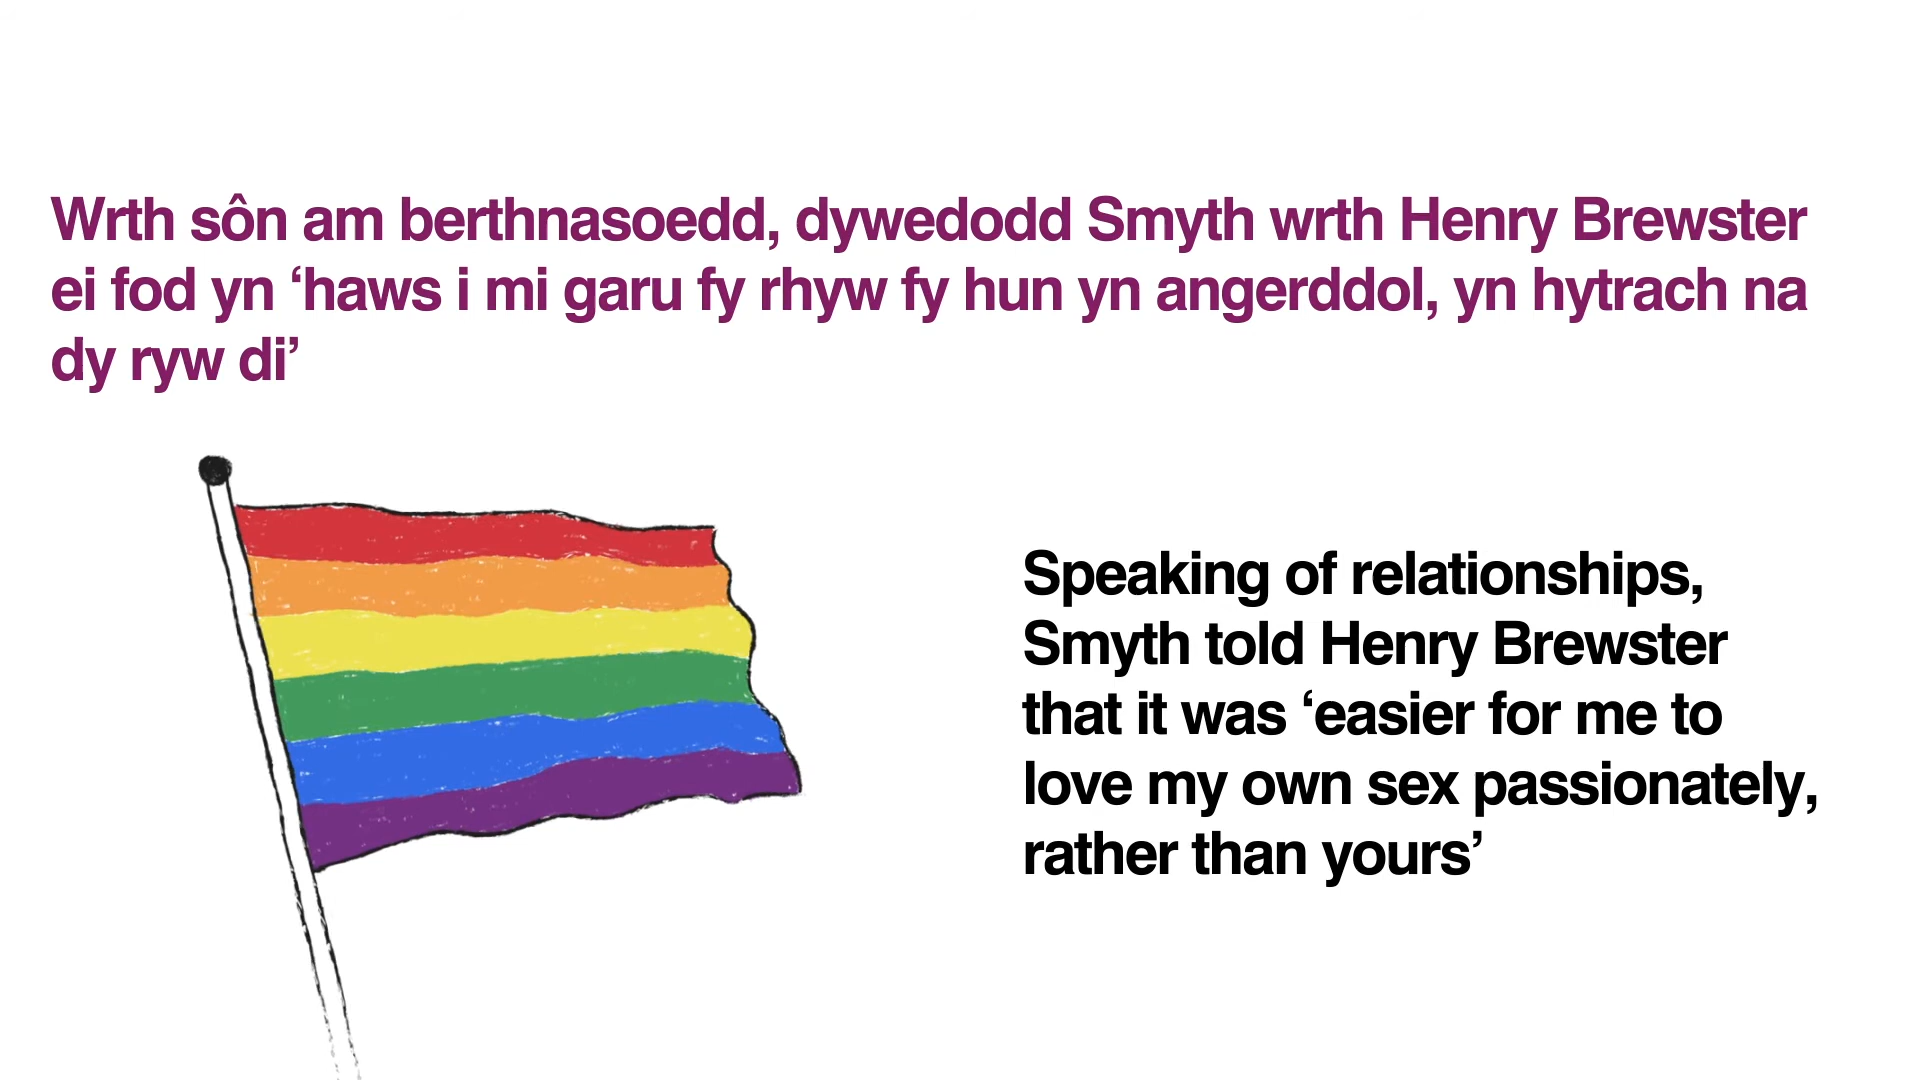 Wrth sôn am berthnasoedd, dywedodd Smyth wrth Henry Brewster
ei fod yn ‘haws i mi garu fy rhyw fy hun yn angerddol, yn hytrach na
dy ryw di’
Speaking of relationships,
Smyth told Henry Brewster
that it was ‘easier for me to
love my own sex passionately,
rather than yours’